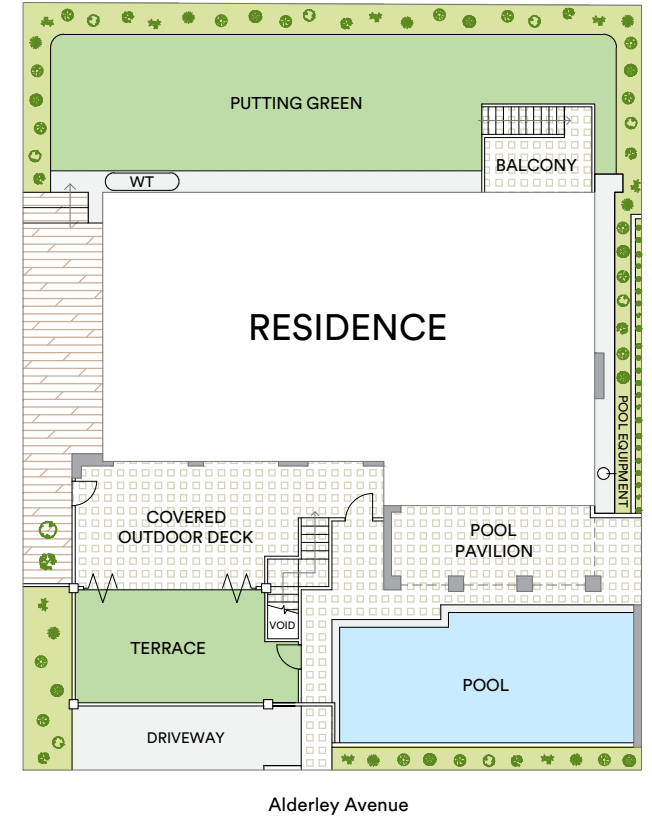 PUTTING GREEN
BALCONY
WT
RESIDENCE
POOL EQUIPMENT
COVERED
OUTDOOR DECK
POOL
PAVILION
VOID
TERRACE
POOL
DRIVEWAY
Alderley Avenue